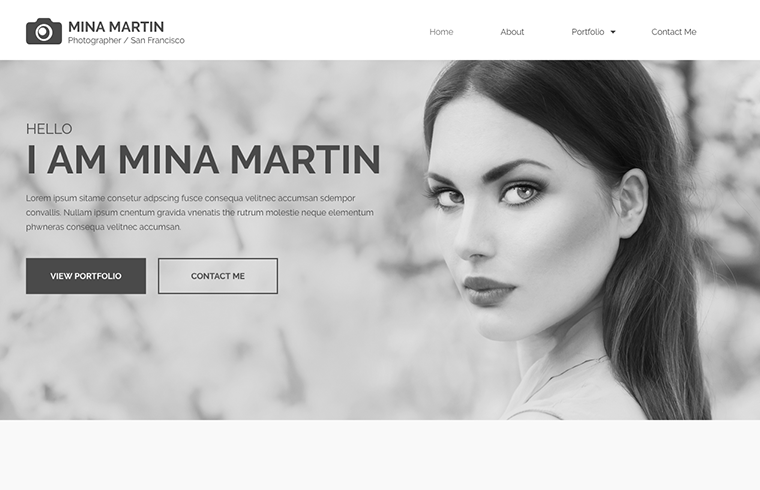 MINA MARTIN
Photographer / San Francisco
Home About Portfolio Contact Me
HELLO
I AM MINA MARTIN
Lorem ipsum sitame consetur adpscing fusce consequa velitnec accumsan sdempor
convallis. Nullam ipsum cnentum gravida vnenatis the rutrum molestie neque elementum
phwneras consequa velitnec accumsan.
VIEW PORTFOLIO CONTACT ME